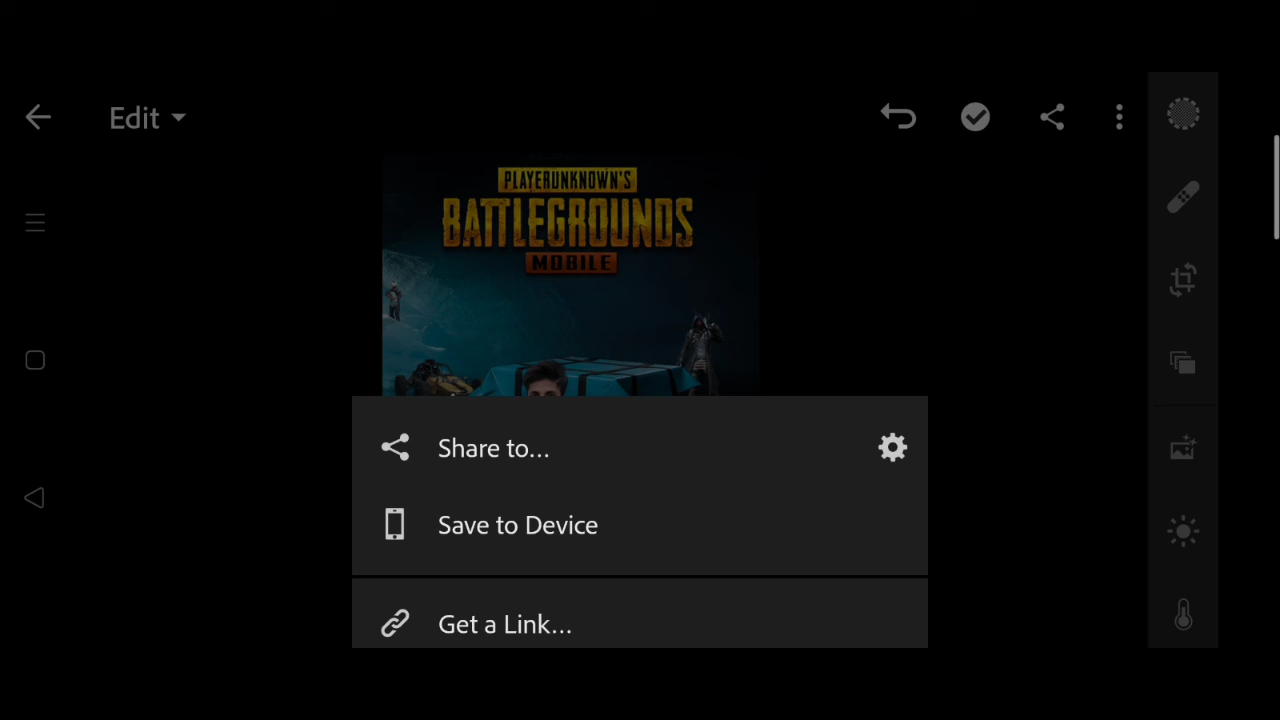 Edit
PLAYERUNKNOWN'S
BATTLEGROUNDS
MOBILE
Share to...
Save to Device
Get a Link...